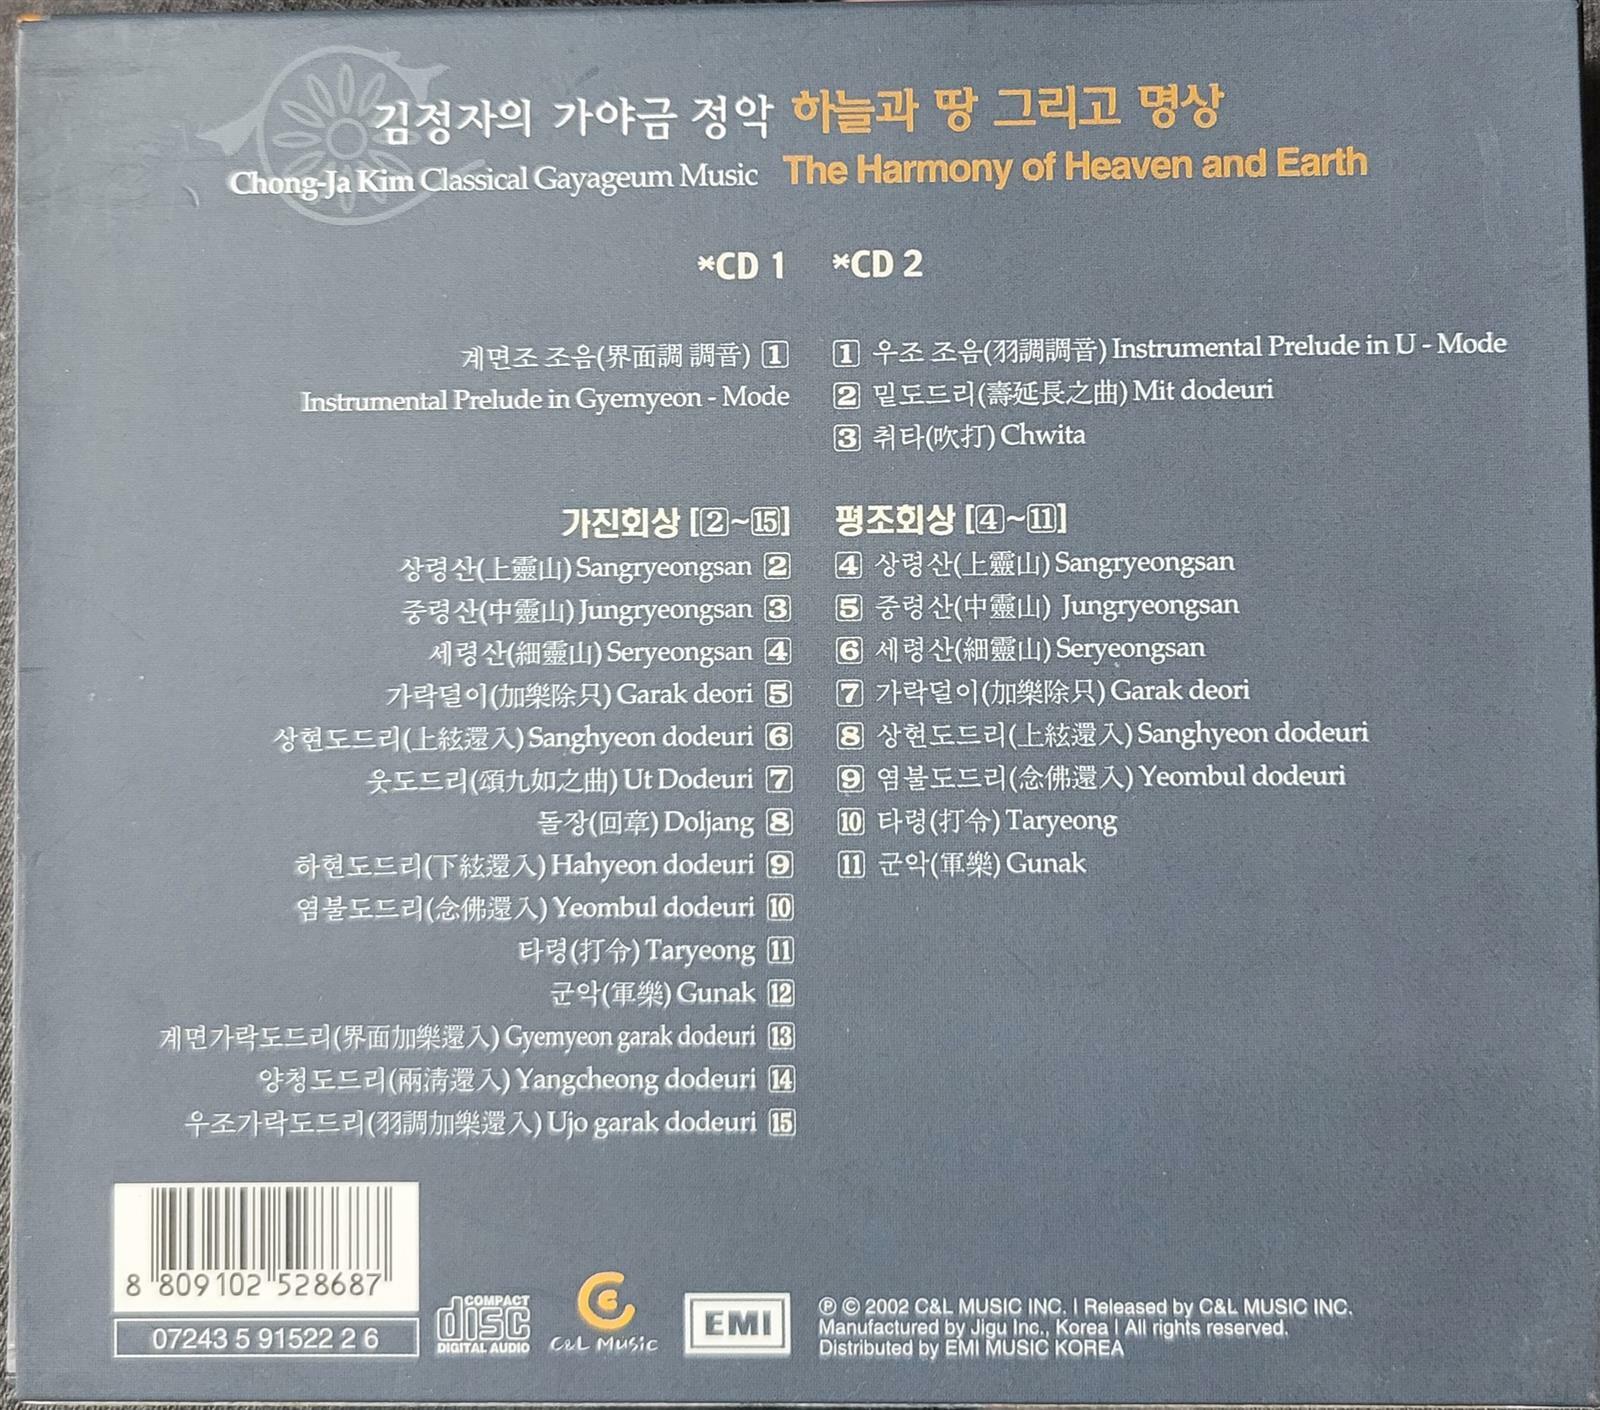 김정자의 가야금 정악 하늘과 땅 그리고 명상
Chong-Ja Kim Classical Gayageum Music The Harmony of Heaven and Earth
*CD 1
계면조 조음(界面調 調音) 1
Instrumental Prelude in Gyemyeon - Mode
가진회상 [2~15]
상령산(上靈山) Sangryeongsan 2
중령산(中靈山) Jungryeongsan 3
세령산(細靈山) Seryeongsan 4
가락덜이(加樂除只) Garak deori 5
상현도드리(上絃還入) Sanghyeon dodeuri 6
웃도드리(頌九如之曲) Ut Dodeuri 7
돌장(回章) Doljang 8
하현도드리(下絃還入) Hahyeon dodeuri 9
염불도드리(念佛還入) Yeombul dodeuri 10
타령(打令) Taryeong 11
군악(軍樂) Gunak 12
계면가락도드리(界面加樂還入) Gyemyeon garak dodeuri 13
양청도드리(兩淸還入) Yangcheong dodeuri 14
우조가락도드리(羽調加樂還入) Ujo garak dodeuri 15
*CD 2
1 우조 조음(羽調調音) Instrumental Prelude in U - Mode
2 밑도드리(壽延長之曲) Mit dodeuri
3 취타(吹打) Chwita
평조회상 [4~11]
4 상령산(上靈山) Sangryeongsan
5 중령산(中靈山) Jungryeongsan
6 세령산(細靈山) Seryeongsan
7 가락덜이(加樂除只) Garak deori
8 상현도드리(上絃還入) Sanghyeon dodeuri
9 염불도드리(念佛還入) Yeombul dodeuri
10 타령(打令) Taryeong
11 군악(軍樂) Gunak
8 809102 528687
07243 5 91522 2 6
COMPACT
disc
DIGITAL AUDIO
C&L Music
EMI
℗ © 2002 C&L MUSIC INC. | Released by C&L MUSIC INC.
Manufactured by Jigu Inc., Korea | All rights reserved.
Distributed by EMI MUSIC KOREA